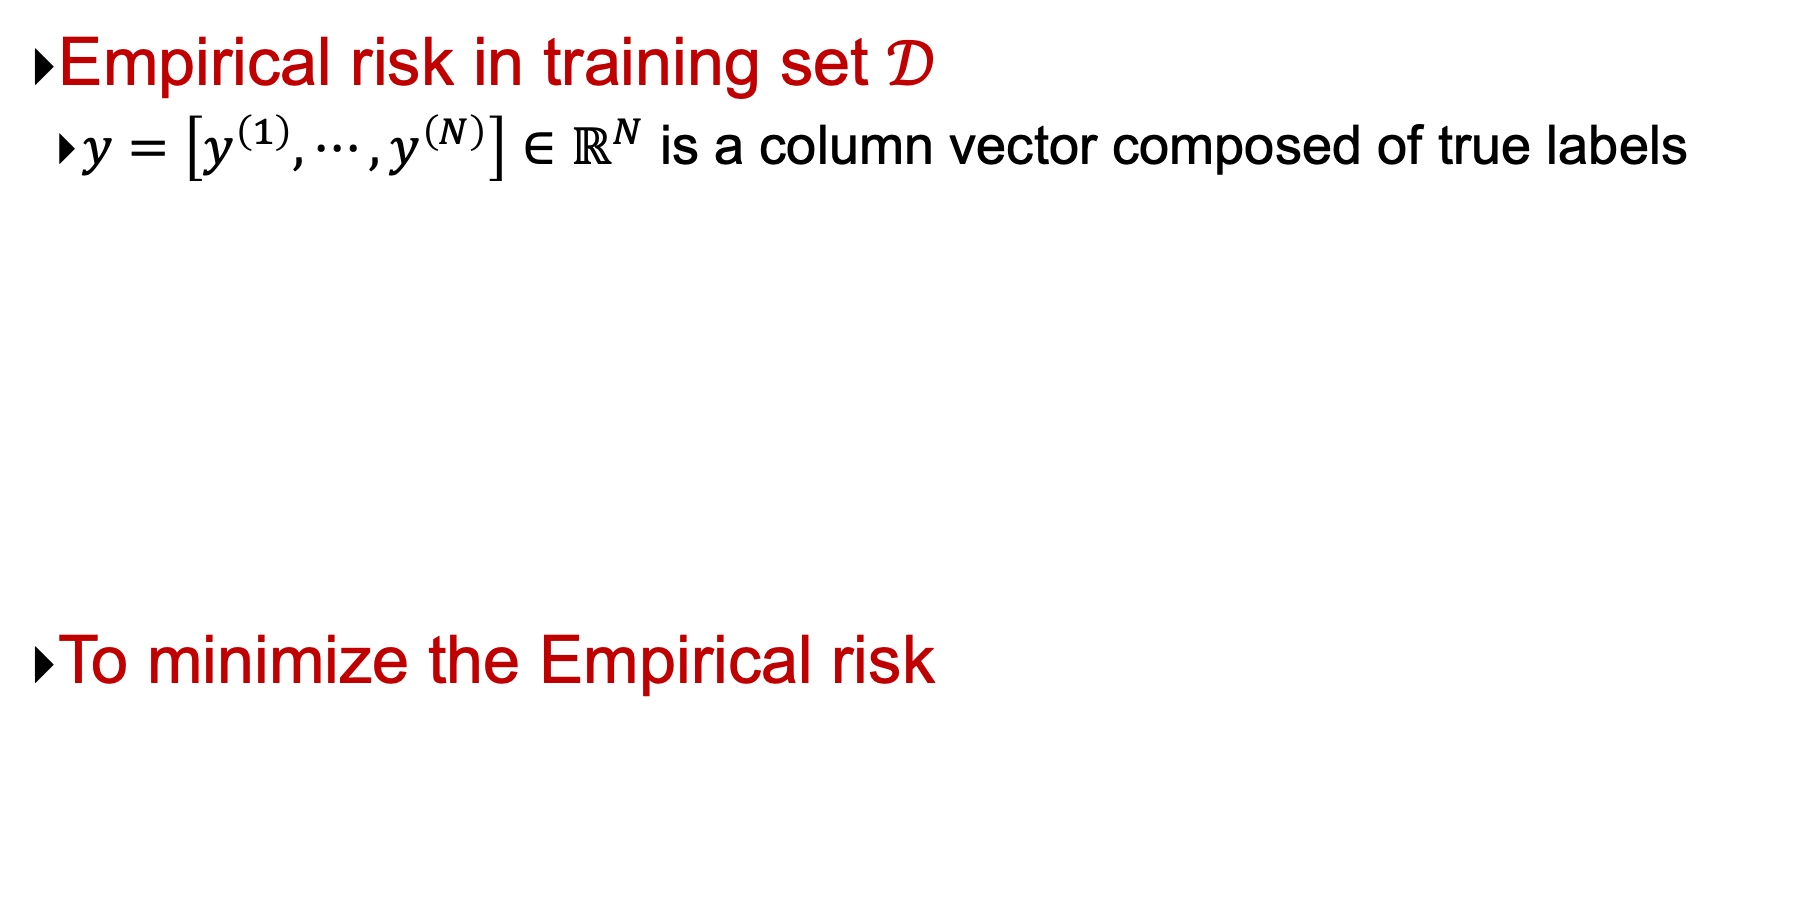 ▸Empirical risk in training set 𝒟
▸y = [y^(1), ⋯, y^(N)] ∈ ℝ^N is a column vector composed of true labels
▸To minimize the Empirical risk